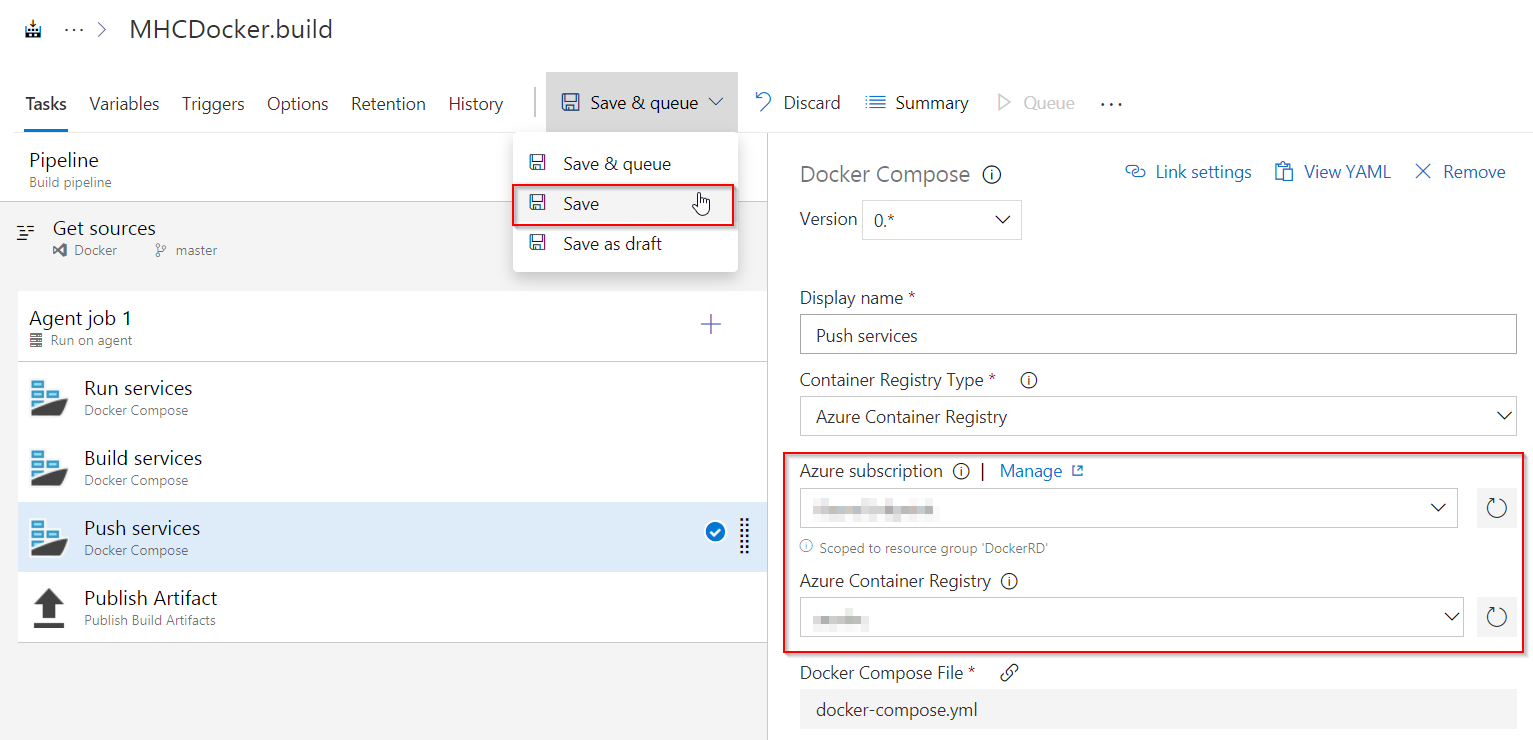 ··· > MHCDocker.build
Tasks Variables Triggers Options Retention History Save & queue Discard Summary Queue ···
Save & queue
Save
Save as draft
Pipeline
Build pipeline
Get sources
Docker master
Agent job 1
Run on agent
Run services
Docker Compose
Build services
Docker Compose
Push services
Docker Compose
Publish Artifact
Publish Build Artifacts
Docker Compose Link settings View YAML Remove
Version 0.*
Display name *
Push services
Container Registry Type *
Azure Container Registry
Azure subscription | Manage
Scoped to resource group 'DockerRD'
Azure Container Registry
Docker Compose File *
docker-compose.yml